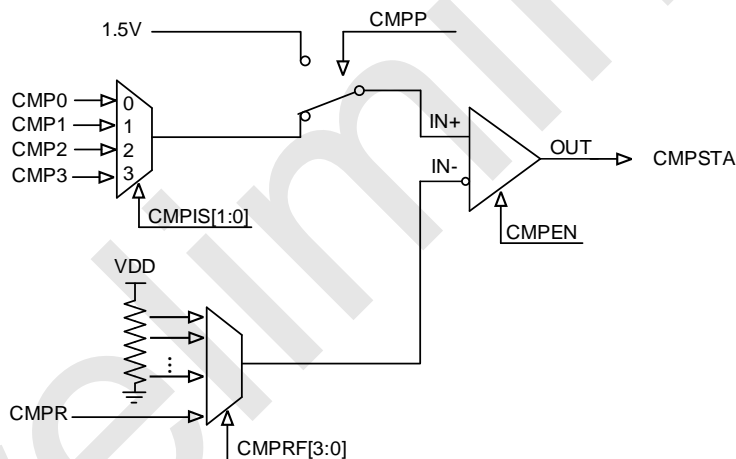 1.5V
CMPP
CMP0
CMP1
CMP2
CMP3
0
1
2
3
CMPIS[1:0]
IN+
IN-
OUT
CMPSTA
CMPEN
VDD
CMPR
CMPRF[3:0]